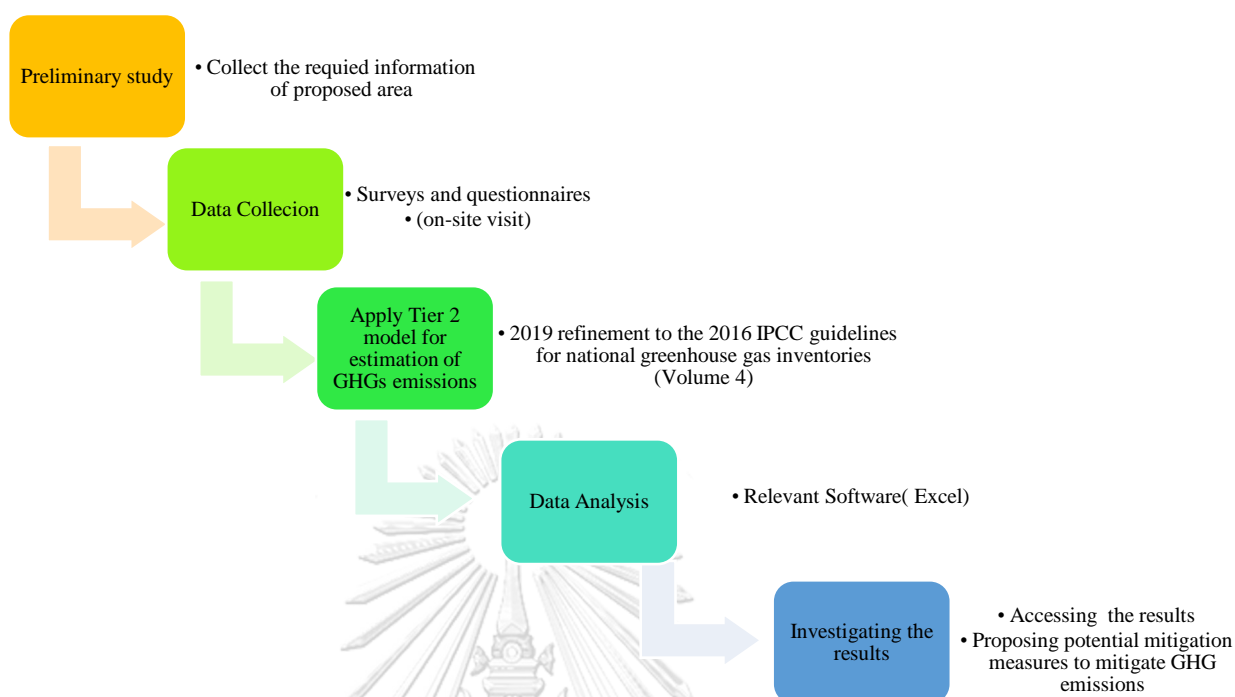 Preliminary study
• Collect the requied information
of proposed area
Data Collecion
• Surveys and questionnaires
• (on-site visit)
Apply Tier 2
model for
estimation of
GHGs emissions
• 2019 refinement to the 2016 IPCC guidelines
for national greenhouse gas inventories
(Volume 4)
Data Analysis
• Relevant Software( Excel)
Investigating the
results
• Accessing the results
• Proposing potential mitigation
measures to mitigate GHG
emissions